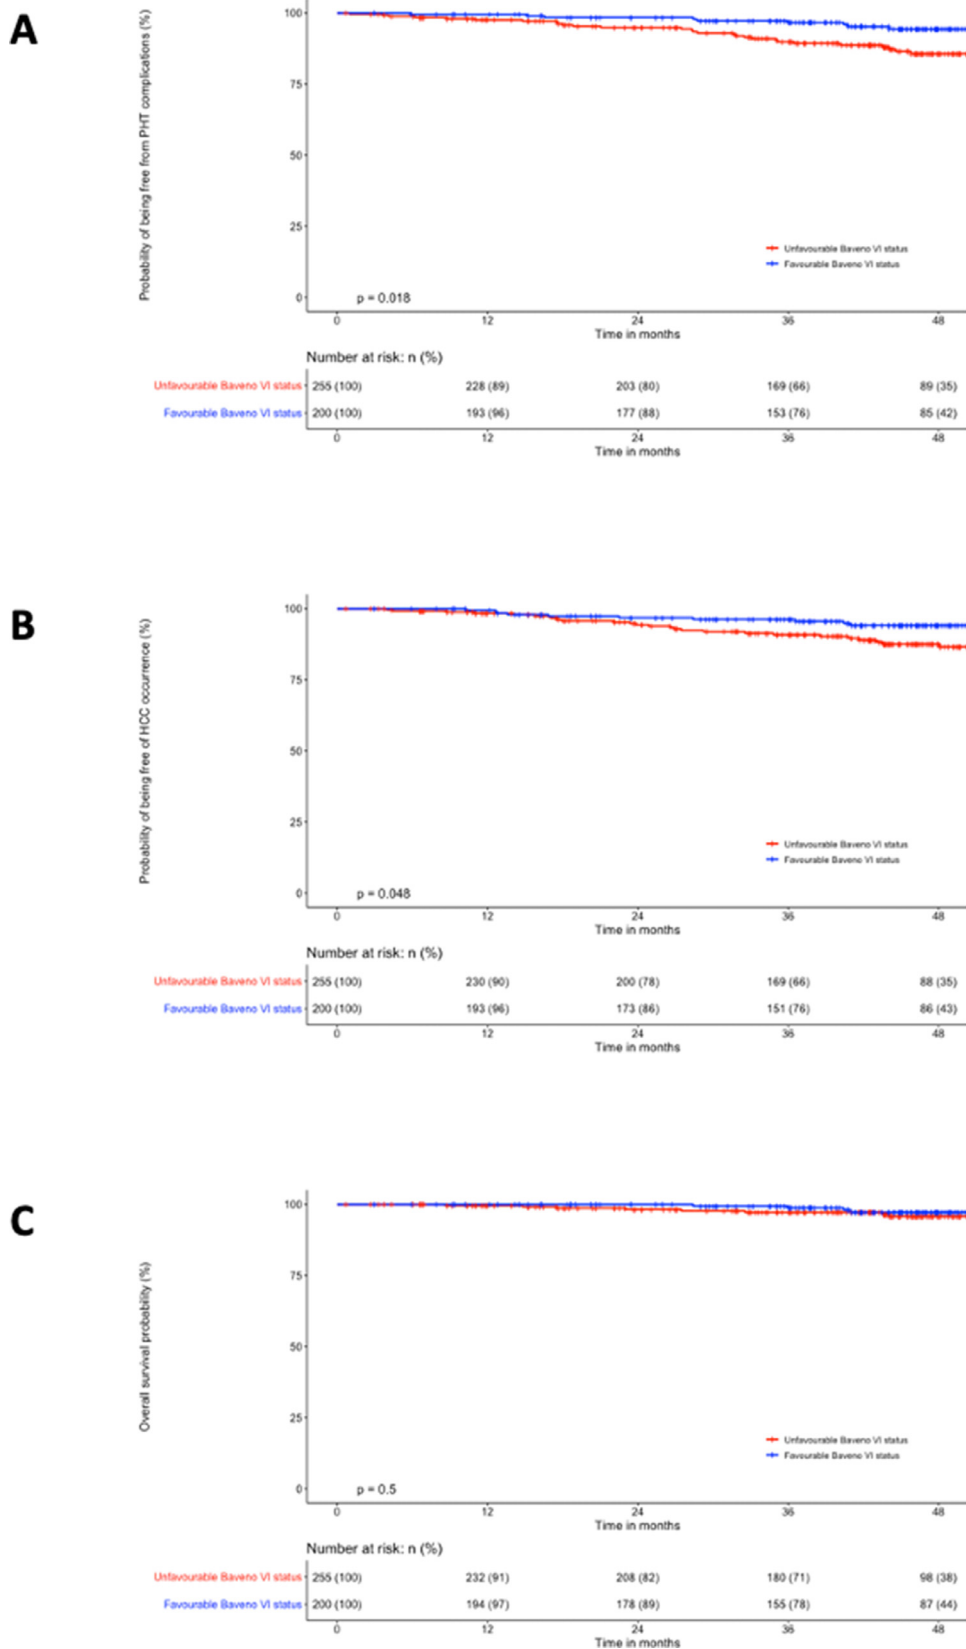 A
Probability of being free from PHT complications (%)
100
75
50
25
0
p = 0.018
Unfavourable Baveno VI status
Favourable Baveno VI status
0 12 24 36 48
Time in months
Number at risk: n (%)
Unfavourable Baveno VI status 255 (100) 228 (89) 203 (80) 169 (66) 89 (35)
Favourable Baveno VI status 200 (100) 193 (96) 177 (88) 153 (76) 85 (42)
0 12 24 36 48
Time in months
B
Probability of being free of HCC occurrence (%)
100
75
50
25
0
p = 0.048
Unfavourable Baveno VI status
Favourable Baveno VI status
0 12 24 36 48
Time in months
Number at risk: n (%)
Unfavourable Baveno VI status 255 (100) 230 (90) 200 (78) 169 (66) 88 (35)
Favourable Baveno VI status 200 (100) 193 (96) 173 (86) 151 (76) 86 (43)
0 12 24 36 48
Time in months
C
Overall survival probability (%)
100
75
50
25
0
p = 0.5
Unfavourable Baveno VI status
Favourable Baveno VI status
0 12 24 36 48
Time in months
Number at risk: n (%)
Unfavourable Baveno VI status 255 (100) 232 (91) 208 (82) 180 (71) 98 (38)
Favourable Baveno VI status 200 (100) 194 (97) 178 (89) 155 (78) 87 (44)
0 12 24 36 48
Time in months